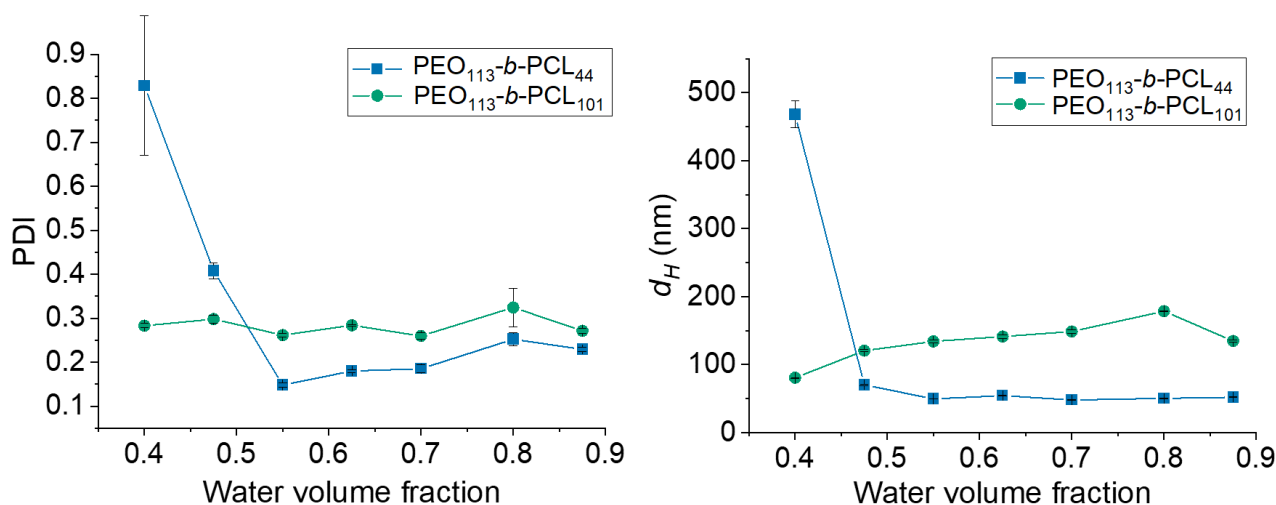 PEO113-b-PCL44
PEO113-b-PCL101
PDI
0.9
0.8
0.7
0.6
0.5
0.4
0.3
0.2
0.1
0.4 0.5 0.6 0.7 0.8 0.9
Water volume fraction
PEO113-b-PCL44
PEO113-b-PCL101
dH (nm)
500
400
300
200
100
0
0.4 0.5 0.6 0.7 0.8 0.9
Water volume fraction